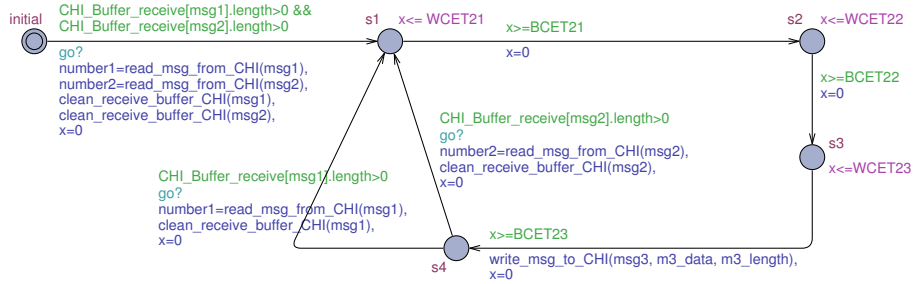 initial
CHI_Buffer_receive[msg1].length>0 &&
CHI_Buffer_receive[msg2].length>0
go?
number1=read_msg_from_CHI(msg1),
number2=read_msg_from_CHI(msg2),
clean_receive_buffer_CHI(msg1),
clean_receive_buffer_CHI(msg2),
x=0
s1
x<= WCET21
x>=BCET21
x=0
s2
x<=WCET22
x>=BCET22
x=0
s3
x<=WCET23
CHI_Buffer_receive[msg2].length>0
go?
number2=read_msg_from_CHI(msg2),
clean_receive_buffer_CHI(msg2),
x=0
CHI_Buffer_receive[msg1].length>0
go?
number1=read_msg_from_CHI(msg1),
clean_receive_buffer_CHI(msg1),
x=0
s4
x>=BCET23
write_msg_to_CHI(msg3, m3_data, m3_length),
x=0